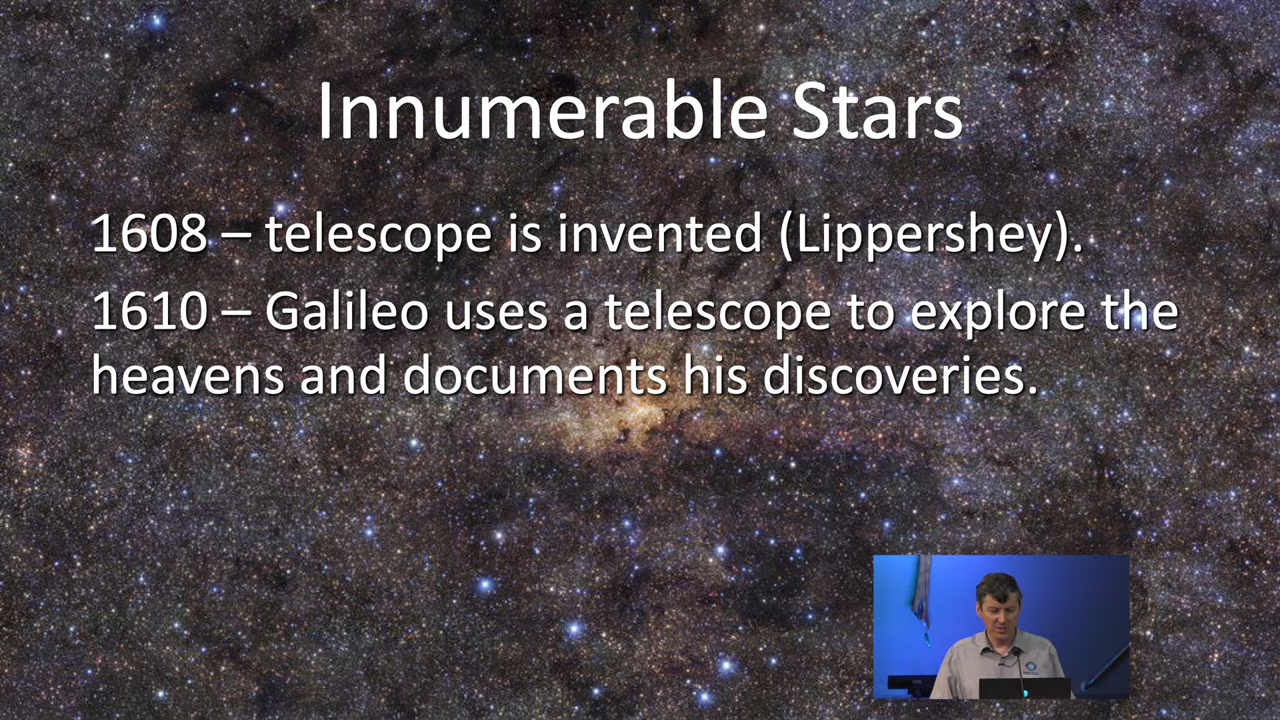 Innumerable Stars
1608 – telescope is invented (Lippershey).
1610 – Galileo uses a telescope to explore the
heavens and documents his discoveries.